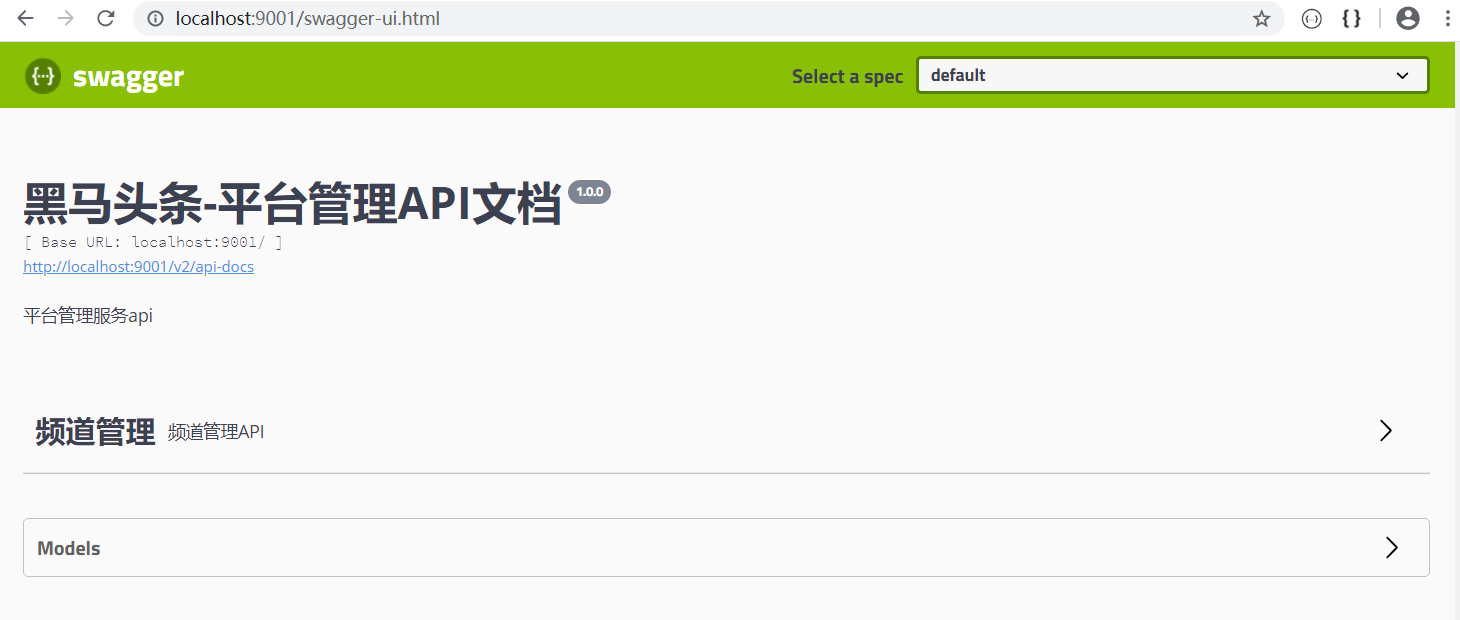 localhost:9001/swagger-ui.html
{···} swagger Select a spec default
黑马头条-平台管理API文档 1.0.0
[ Base URL: localhost:9001/ ]
http://localhost:9001/v2/api-docs
平台管理服务api
频道管理 频道管理API
Models